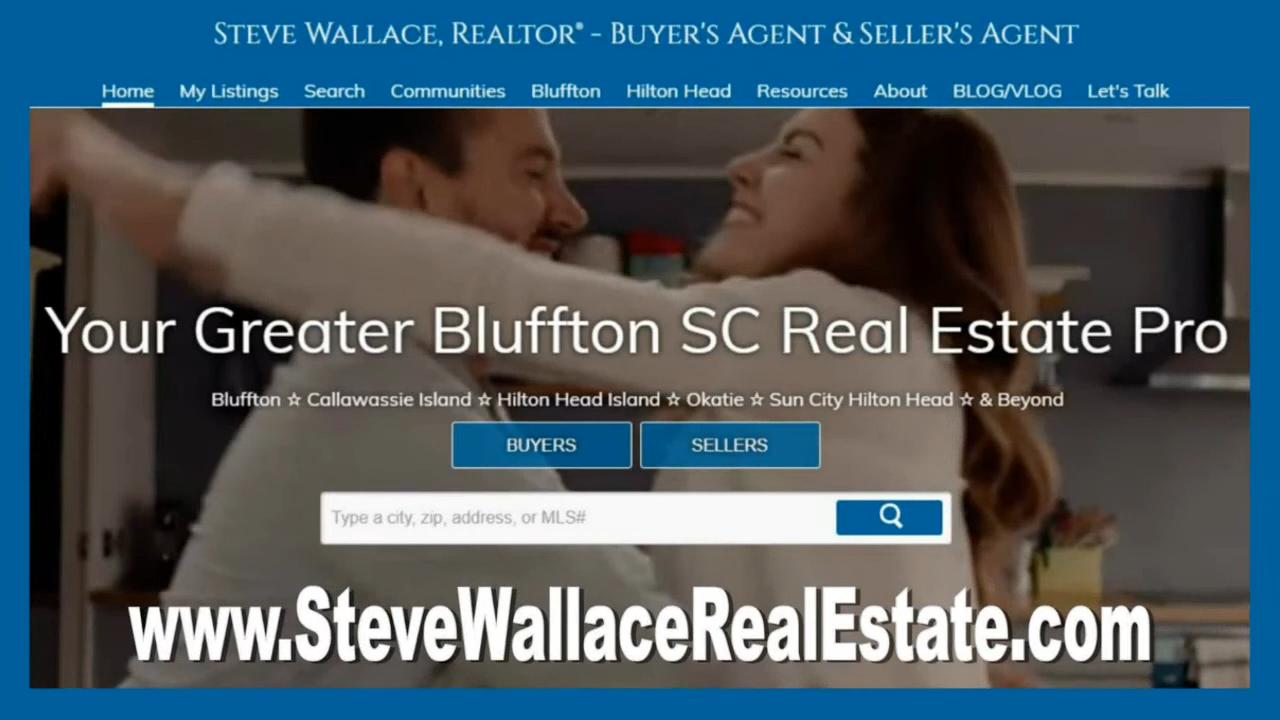 STEVE WALLACE, REALTOR® - BUYER'S AGENT & SELLER'S AGENT
Home My Listings Search Communities Bluffton Hilton Head Resources About BLOG/VLOG Let's Talk
Your Greater Bluffton SC Real Estate Pro
Bluffton ☆ Callawassie Island ☆ Hilton Head Island ☆ Okatie ☆ Sun City Hilton Head ☆ & Beyond
BUYERS SELLERS
Type a city, zip, address, or MLS#
www.SteveWallaceRealEstate.com